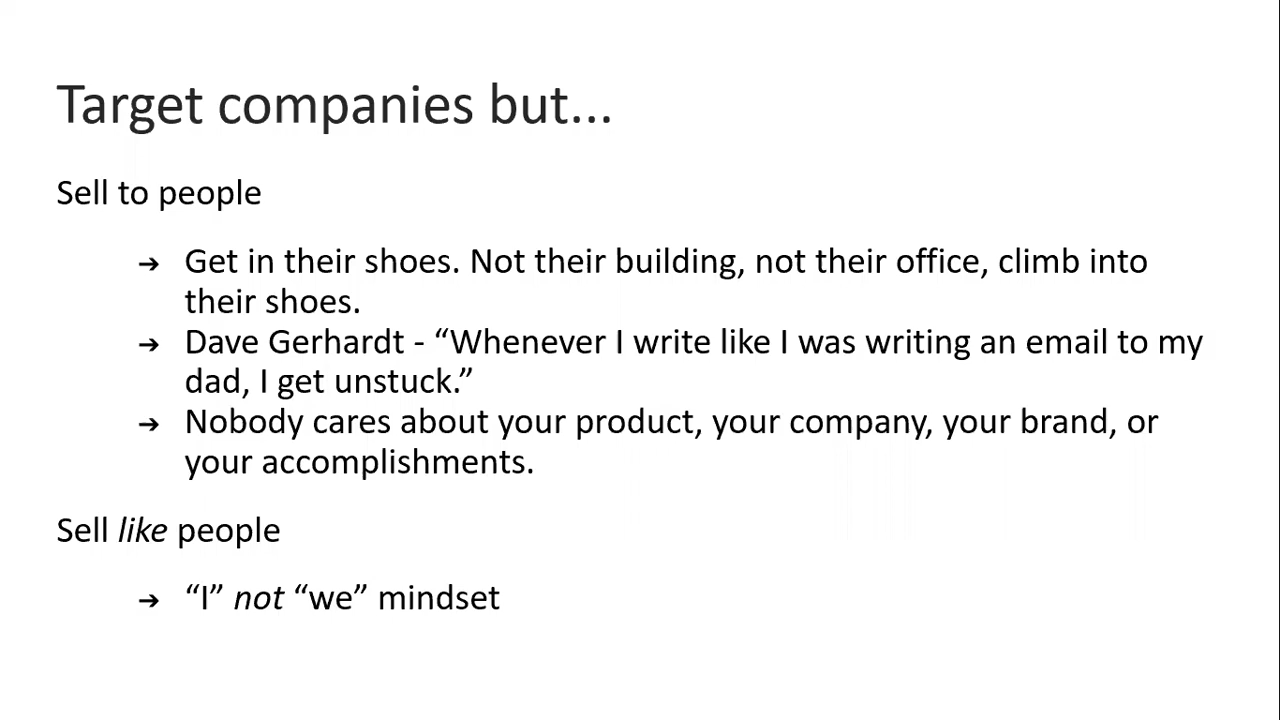 Target companies but...
Sell to people
➔ Get in their shoes. Not their building, not their office, climb into
their shoes.
➔ Dave Gerhardt - “Whenever I write like I was writing an email to my
dad, I get unstuck.”
➔ Nobody cares about your product, your company, your brand, or
your accomplishments.
Sell like people
➔ “I” not “we” mindset